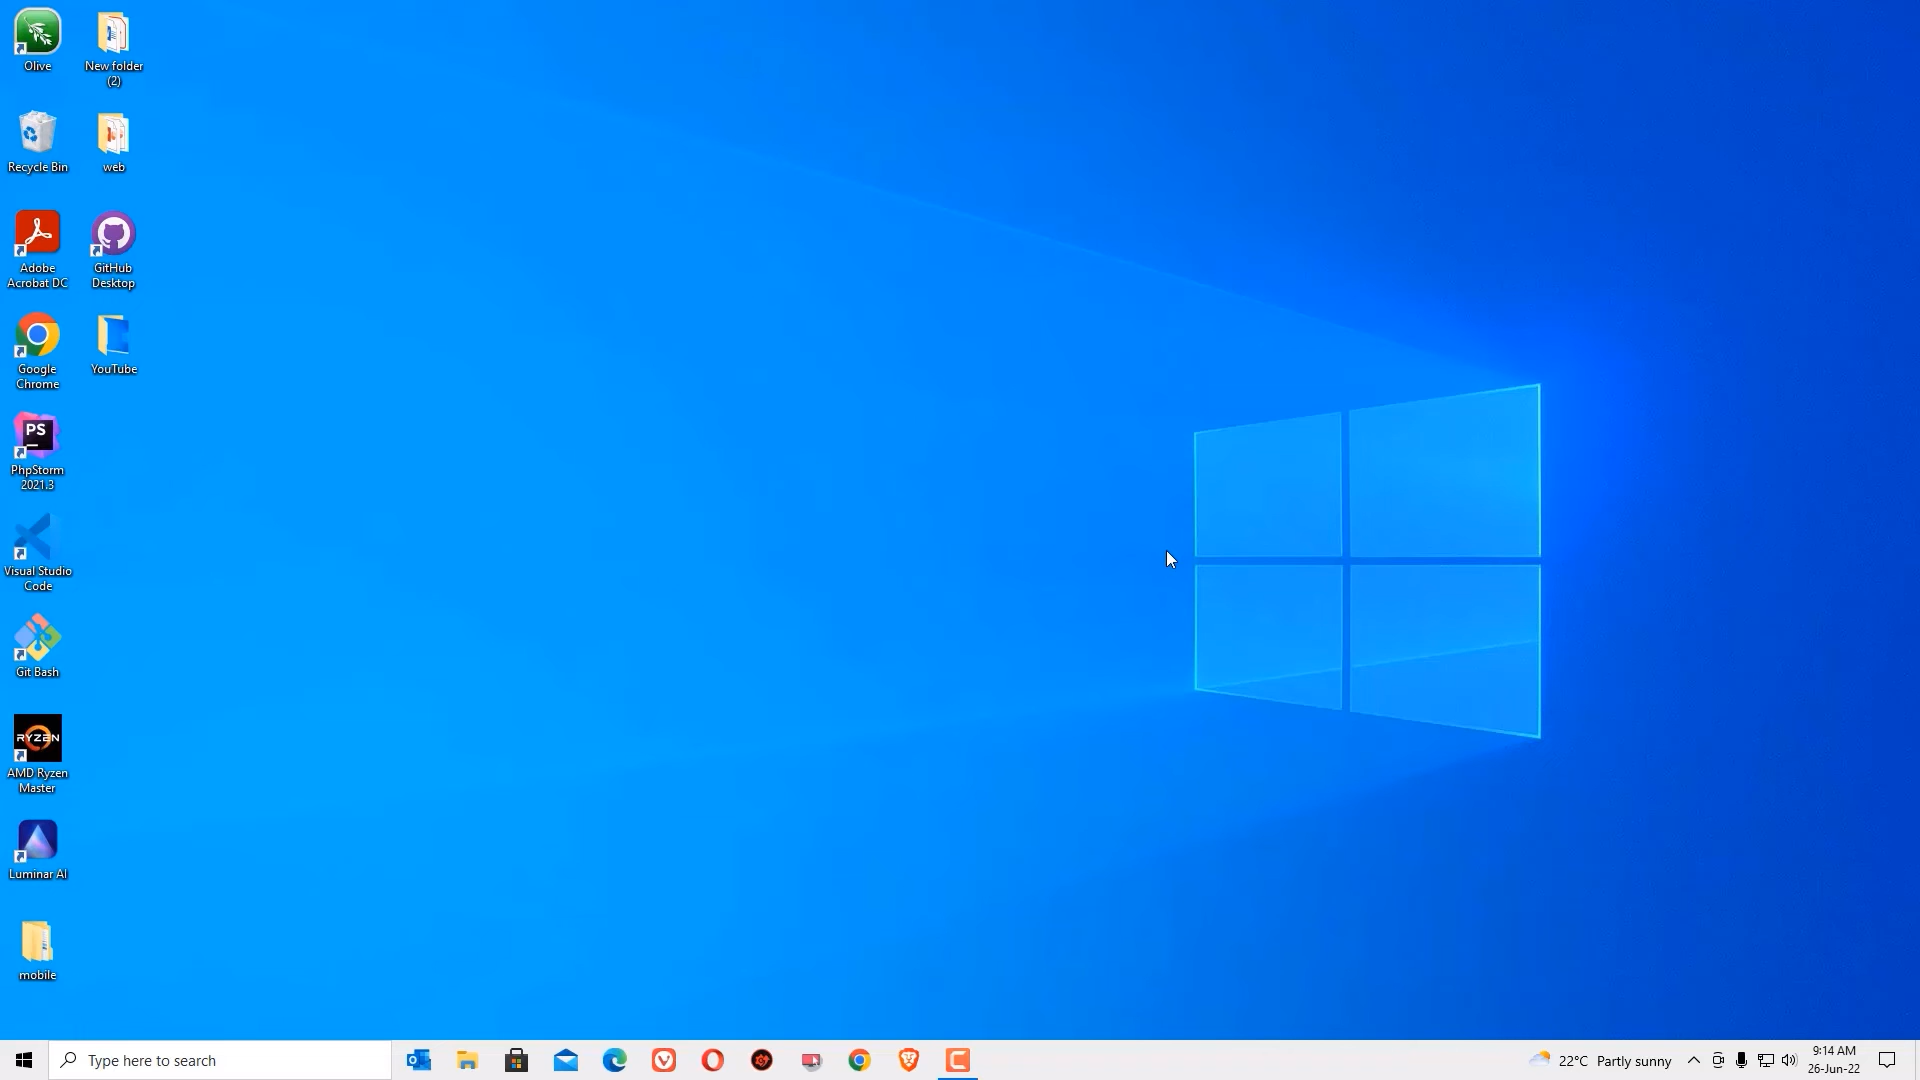 Olive
New folder
(2)
Recycle Bin
web
Adobe
Acrobat DC
GitHub
Desktop
Google
Chrome
YouTube
PS
PhpStorm
2021.3
Visual Studio
Code
Git Bash
RYZEN
AMD Ryzen
Master
Luminar AI
mobile
Type here to search
22°C Partly sunny
9:14 AM
26-Jun-22